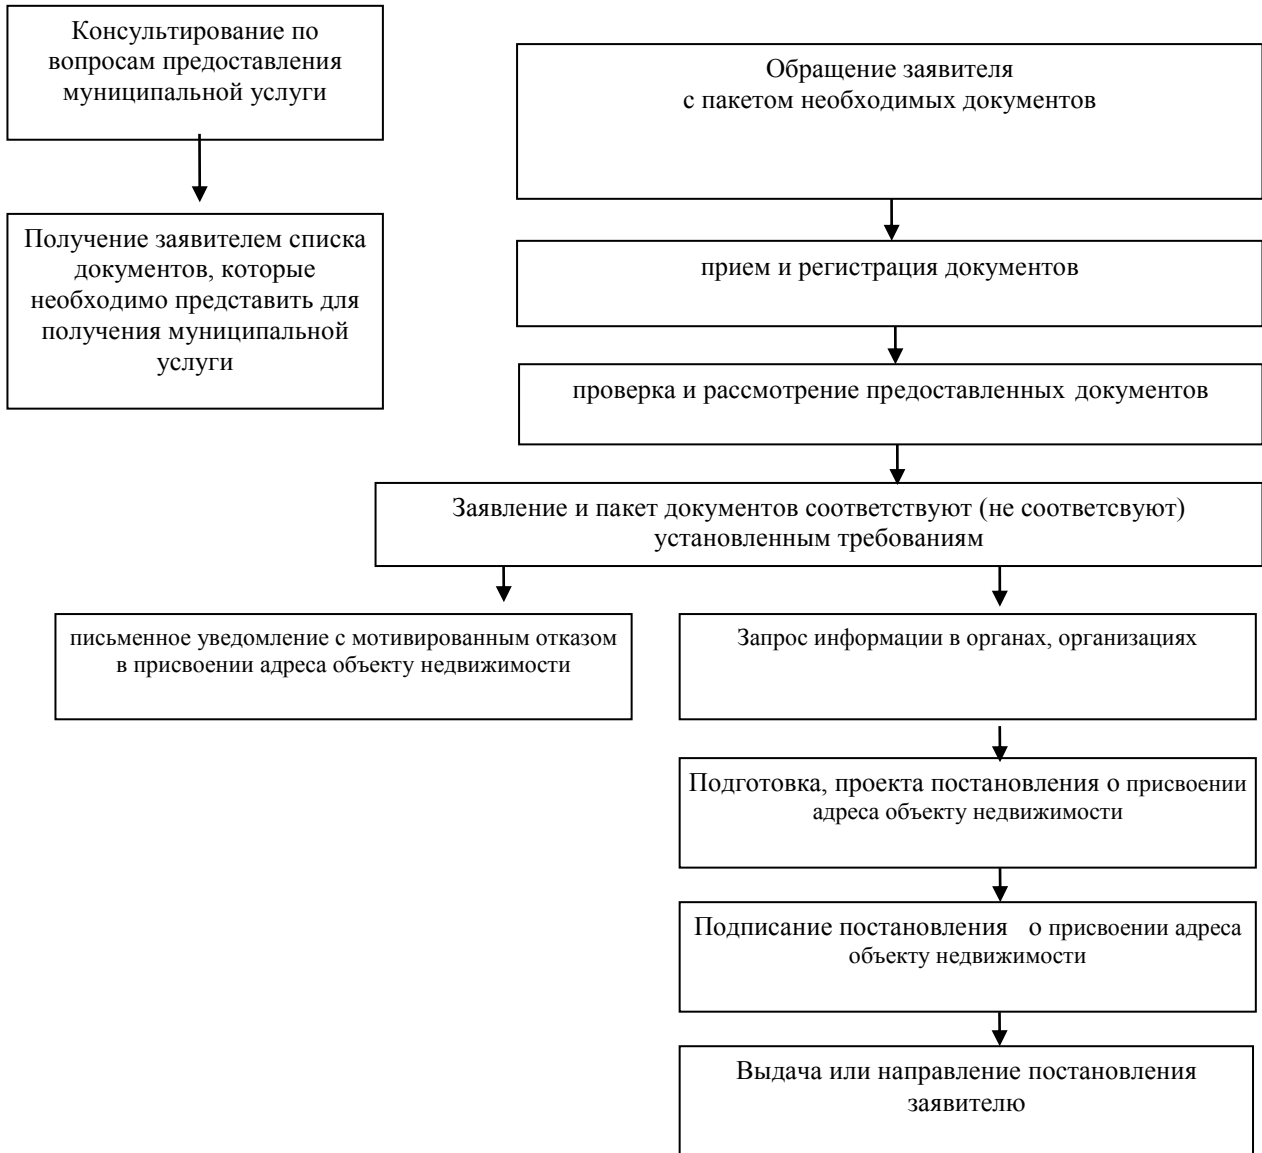 Консультирование по
вопросам предоставления
муниципальной услуги
Получение заявителем списка
документов, которые
необходимо представить для
получения муниципальной
услуги
Обращение заявителя
с пакетом необходимых документов
прием и регистрация документов
проверка и рассмотрение предоставленных документов
Заявление и пакет документов соответствуют (не соответсвуют)
установленным требованиям
письменное уведомление с мотивированным отказом
в присвоении адреса объекту недвижимости
Запрос информации в органах, организациях
Подготовка, проекта постановления о присвоении
адреса объекту недвижимости
Подписание постановления о присвоении адреса
объекту недвижимости
Выдача или направление постановления
заявителю